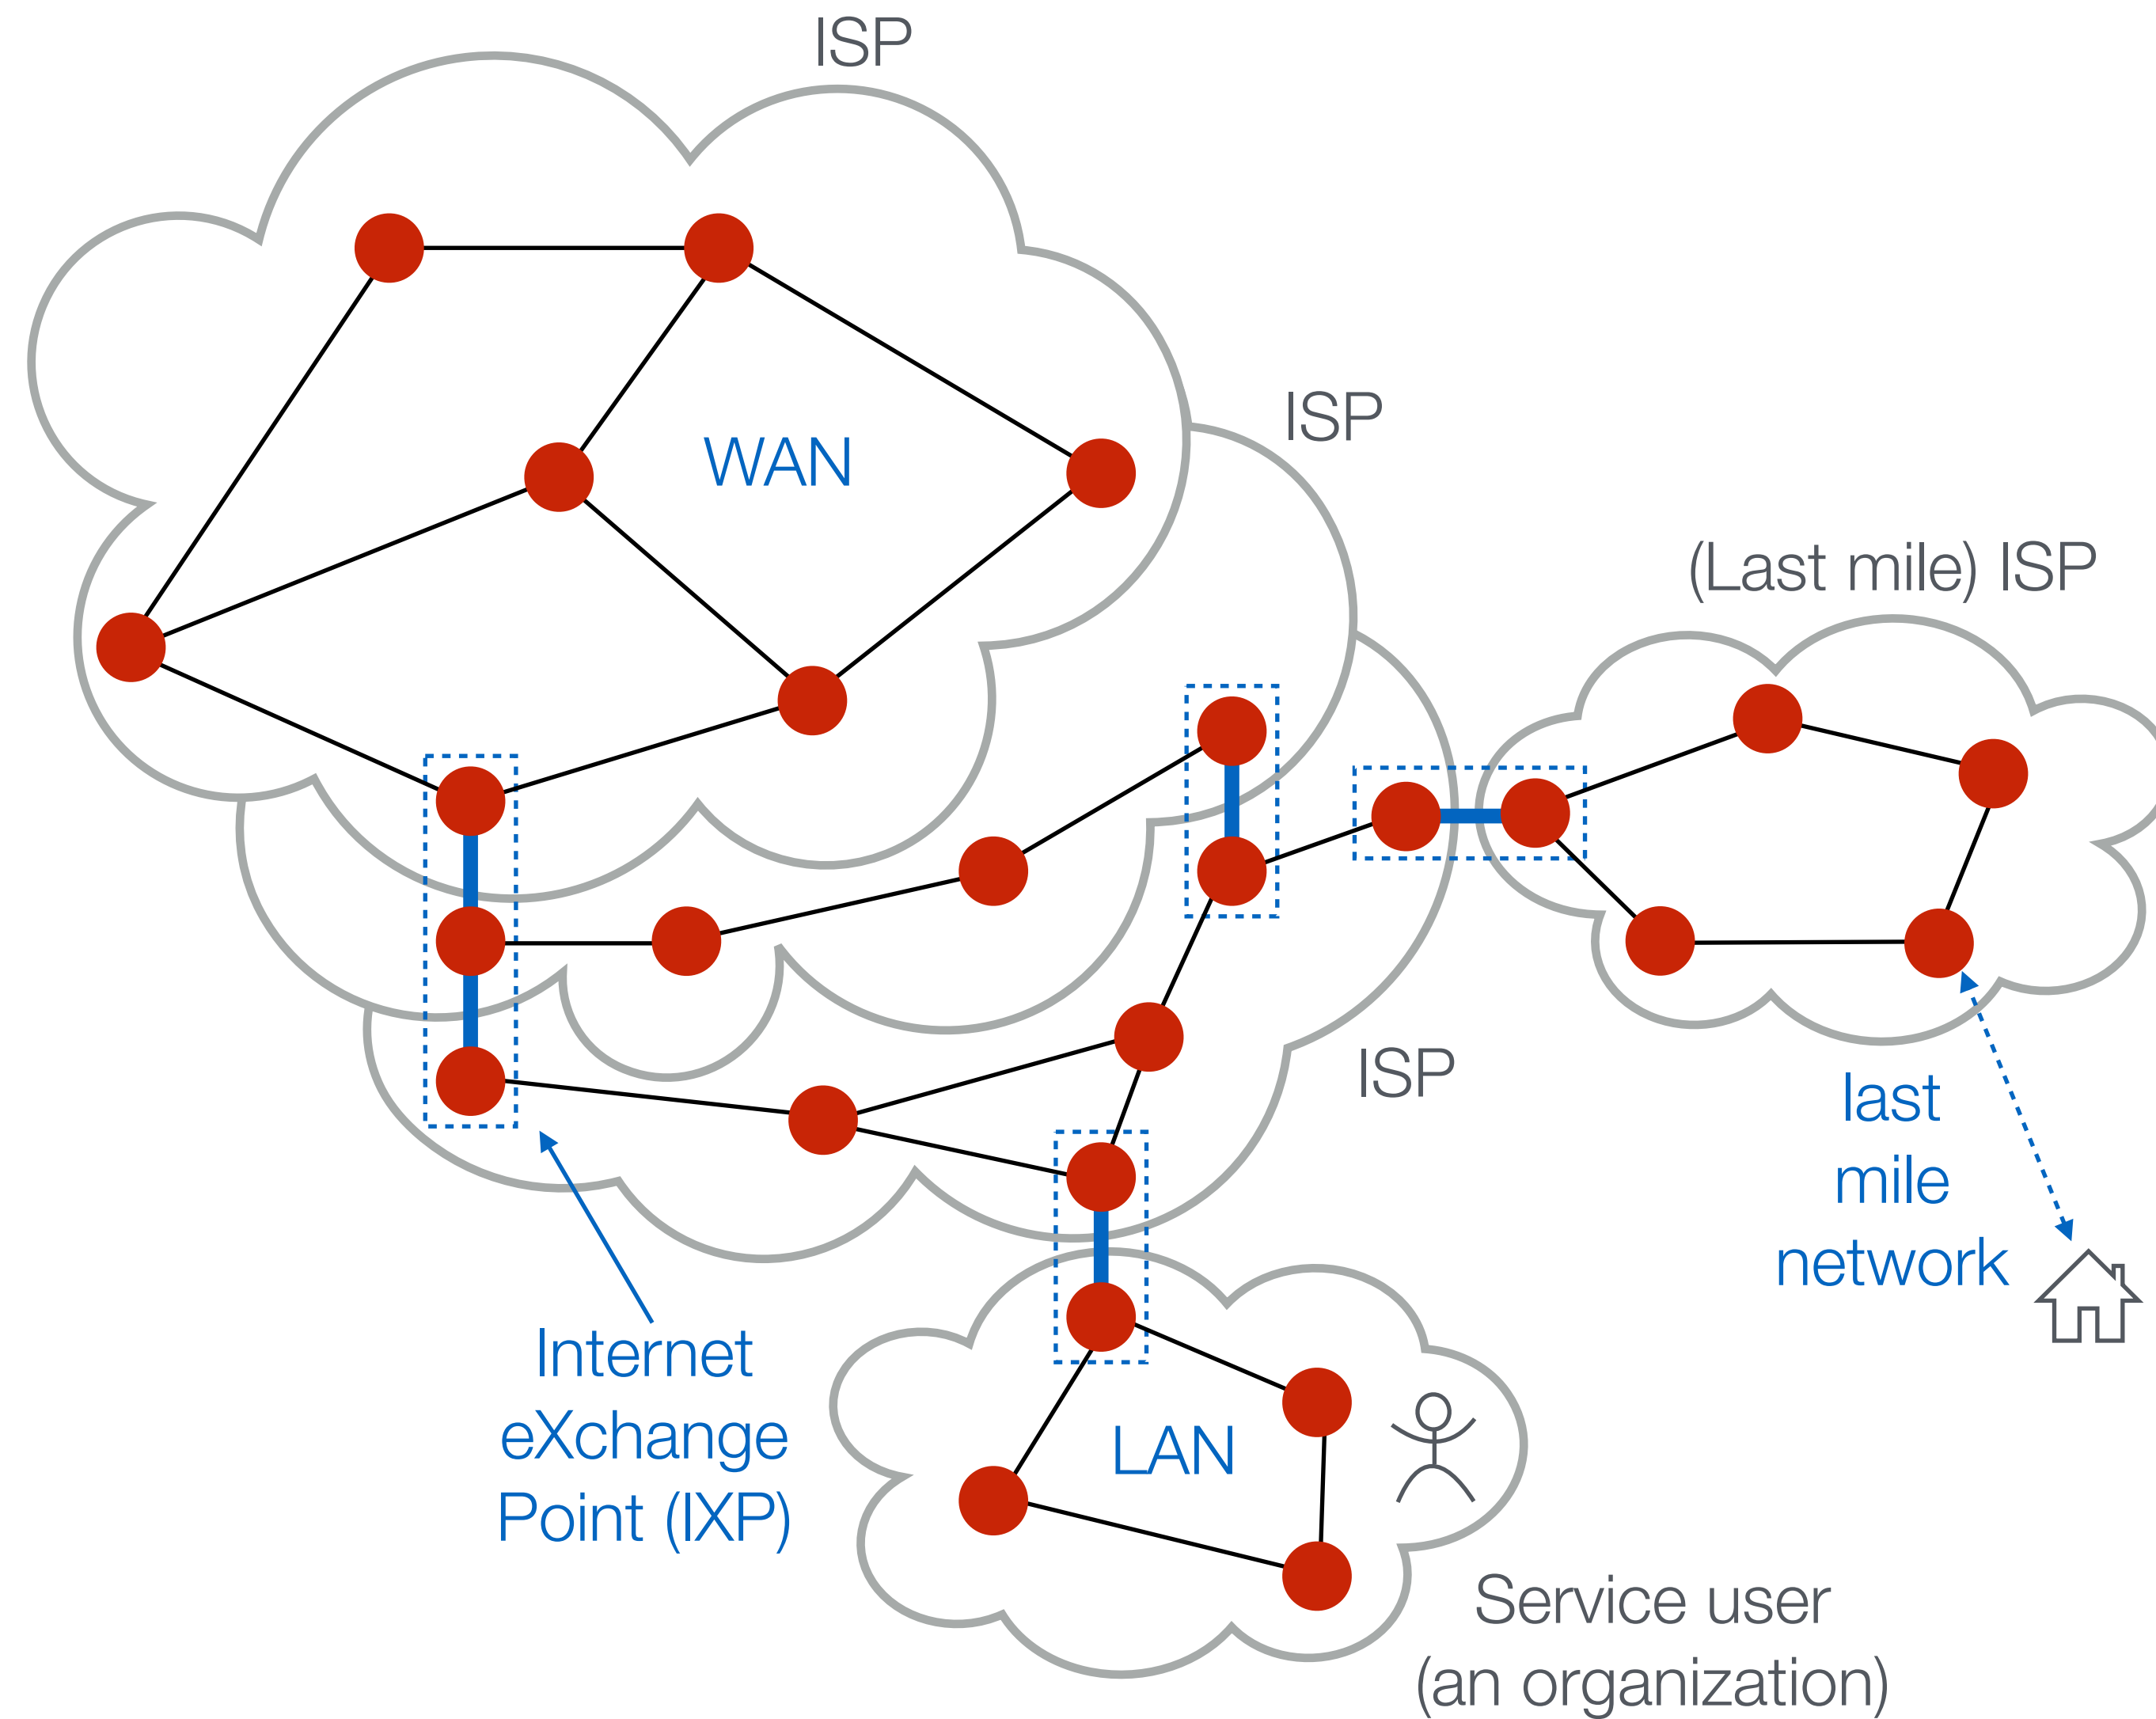 ISP
ISP
WAN
(Last mile) ISP
ISP
last
mile
network
Internet
eXchange
Point (IXP)
LAN
Service user
(an organization)